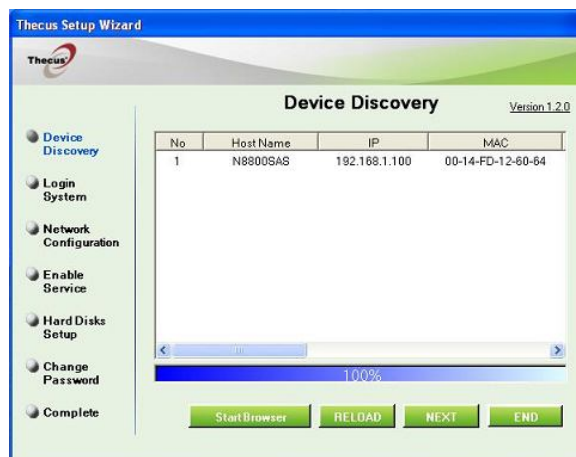 Thecus Setup Wizard
Thecus
Device Discovery
Version 1.2.0
Device
Discovery
Login
System
Network
Configuration
Enable
Service
Hard Disks
Setup
Change
Password
Complete
No Host Name IP MAC
1 N8800SAS 192.168.1.100 00-14-FD-12-60-64
100%
Start Browser RELOAD NEXT END